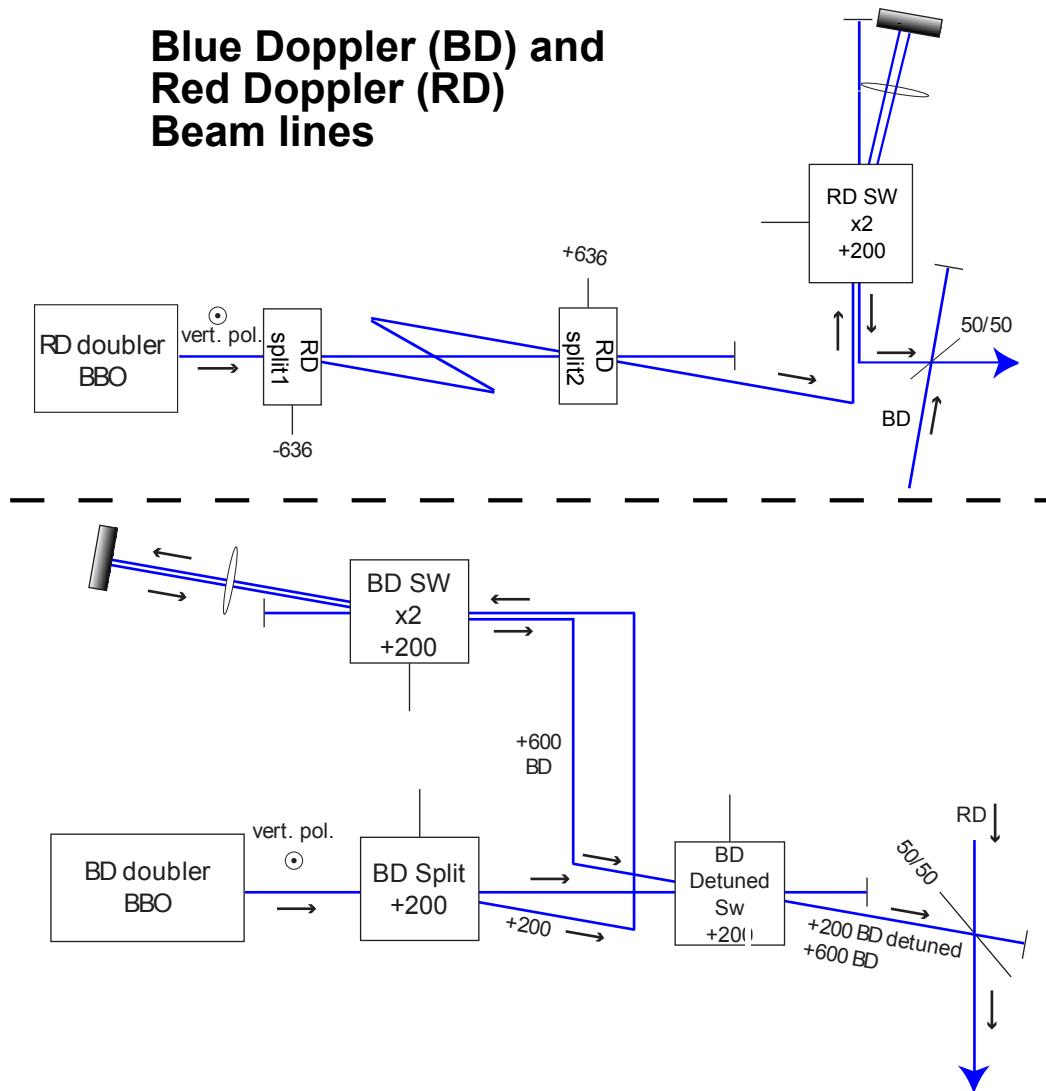 Blue Doppler (BD) and
Red Doppler (RD)
Beam lines
RD SW
x2
+200
+636
50/50
vert. pol.
RD doubler
BBO
RD
split1
RD
split2
-636
BD
BD SW
x2
+200
+600
BD
vert. pol.
BD doubler
BBO
BD Split
+200
+200
BD
Detuned
Sw
+200
RD
50/50
+200 BD detuned
+600 BD